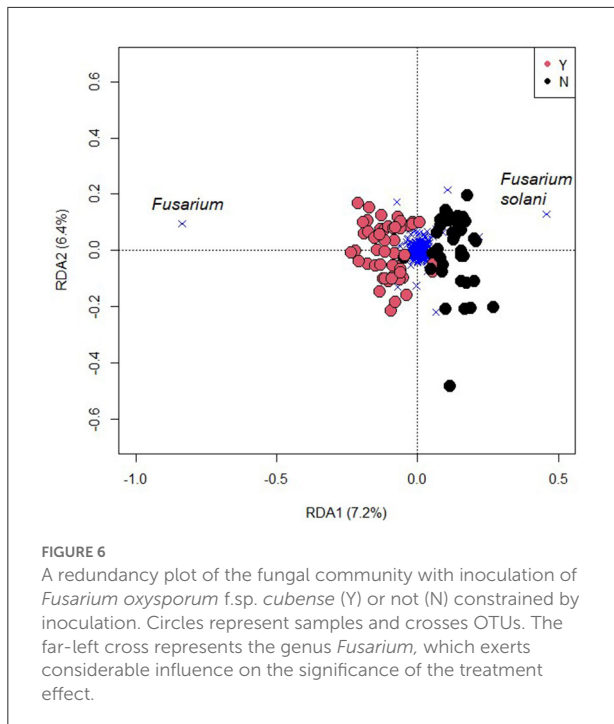 Y
N
Fusarium
Fusarium
solani
RDA2 (6.4%)
0.6
0.4
0.2
0.0
-0.2
-0.4
-0.6
-1.0
-0.5
0.0
0.5
RDA1 (7.2%)
FIGURE 6
A redundancy plot of the fungal community with inoculation of
Fusarium oxysporum f.sp. cubense (Y) or not (N) constrained by
inoculation. Circles represent samples and crosses OTUs. The
far-left cross represents the genus Fusarium, which exerts
considerable influence on the significance of the treatment
effect.